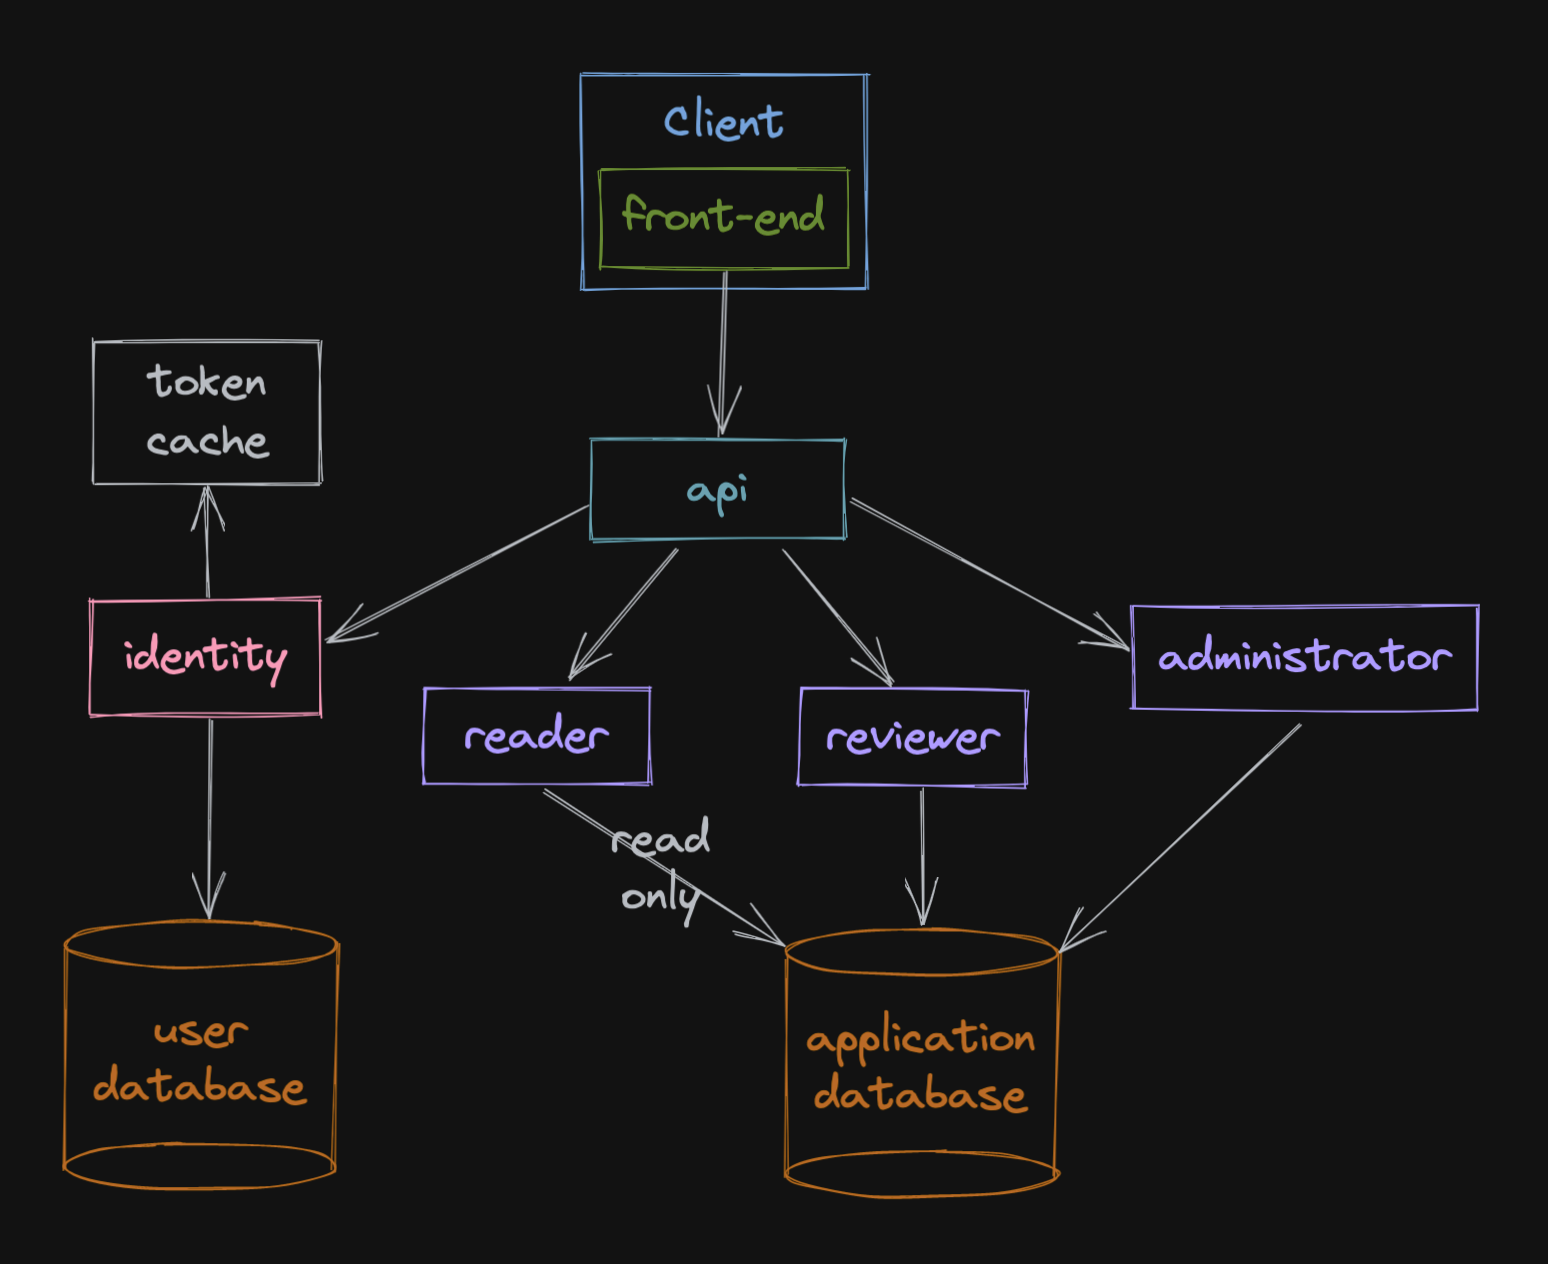 Client
front-end
token
cache
api
identity
administrator
reader
reviewer
read
only
user
database
application
database